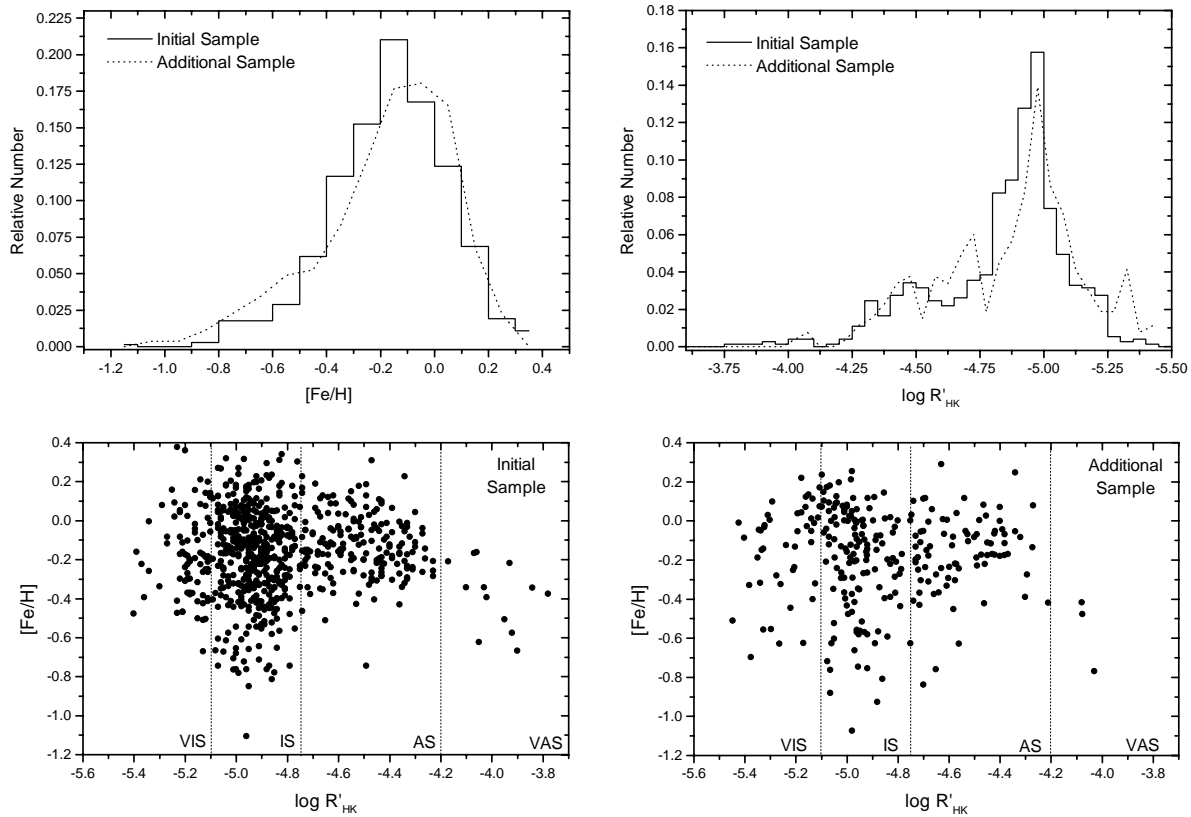 0.225
0.200
0.175
0.150
0.125
0.100
0.075
0.050
0.025
0.000
Relative Number
Initial Sample
Additional Sample
-1.2 -1.0 -0.8 -0.6 -0.4 -0.2 0.0 0.2 0.4
[Fe/H]
0.18
0.16
0.14
0.12
0.10
0.08
0.06
0.04
0.02
0.00
Relative Number
Initial Sample
Additional Sample
-3.75 -4.00 -4.25 -4.50 -4.75 -5.00 -5.25 -5.50
log R'HK
0.4
0.2
0.0
-0.2
-0.4
-0.6
-0.8
-1.0
-1.2
[Fe/H]
Initial
Sample
VIS IS AS VAS
-5.6 -5.4 -5.2 -5.0 -4.8 -4.6 -4.4 -4.2 -4.0 -3.8
log R'HK
0.4
0.2
0.0
-0.2
-0.4
-0.6
-0.8
-1.0
-1.2
[Fe/H]
Additional
Sample
VIS IS AS VAS
-5.6 -5.4 -5.2 -5.0 -4.8 -4.6 -4.4 -4.2 -4.0 -3.8
log R'HK